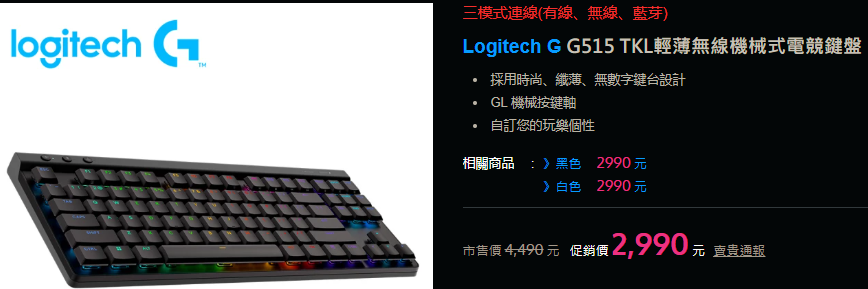 logitech G
TM
三模式連線(有線、無線、藍芽)
Logitech G G515 TKL輕薄無線機械式電競鍵盤
採用時尚、纖薄、無數字鍵台設計
GL 機械按鍵軸
自訂您的玩樂個性
相關商品 : 》黑色 2990 元
》白色 2990 元
市售價 4,490 元 促銷價 2,990 元 賣貴通報